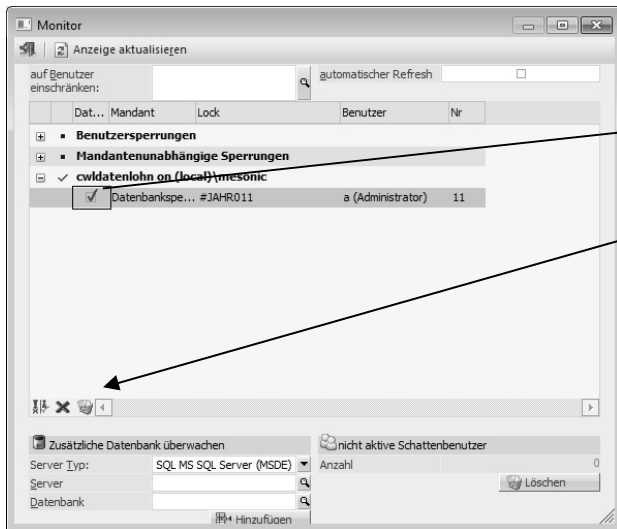 Monitor
Anzeige aktualisieren
auf Benutzer einschränken:
automatischer Refresh
Dat... Mandant Lock Benutzer Nr
Benutzersperrungen
Mandantenunabhängige Sperrungen
cwldatenlohn on (local)\mesonic
Datenbankspe... #JAHR011 a (Administrator) 11
Zusätzliche Datenbank überwachen
nicht aktive Schattenbenutzer
Server Typ: SQL MS SQL Server (MSDE)
Anzahl 0
Server
Löschen
Datenbank
Hinzufügen